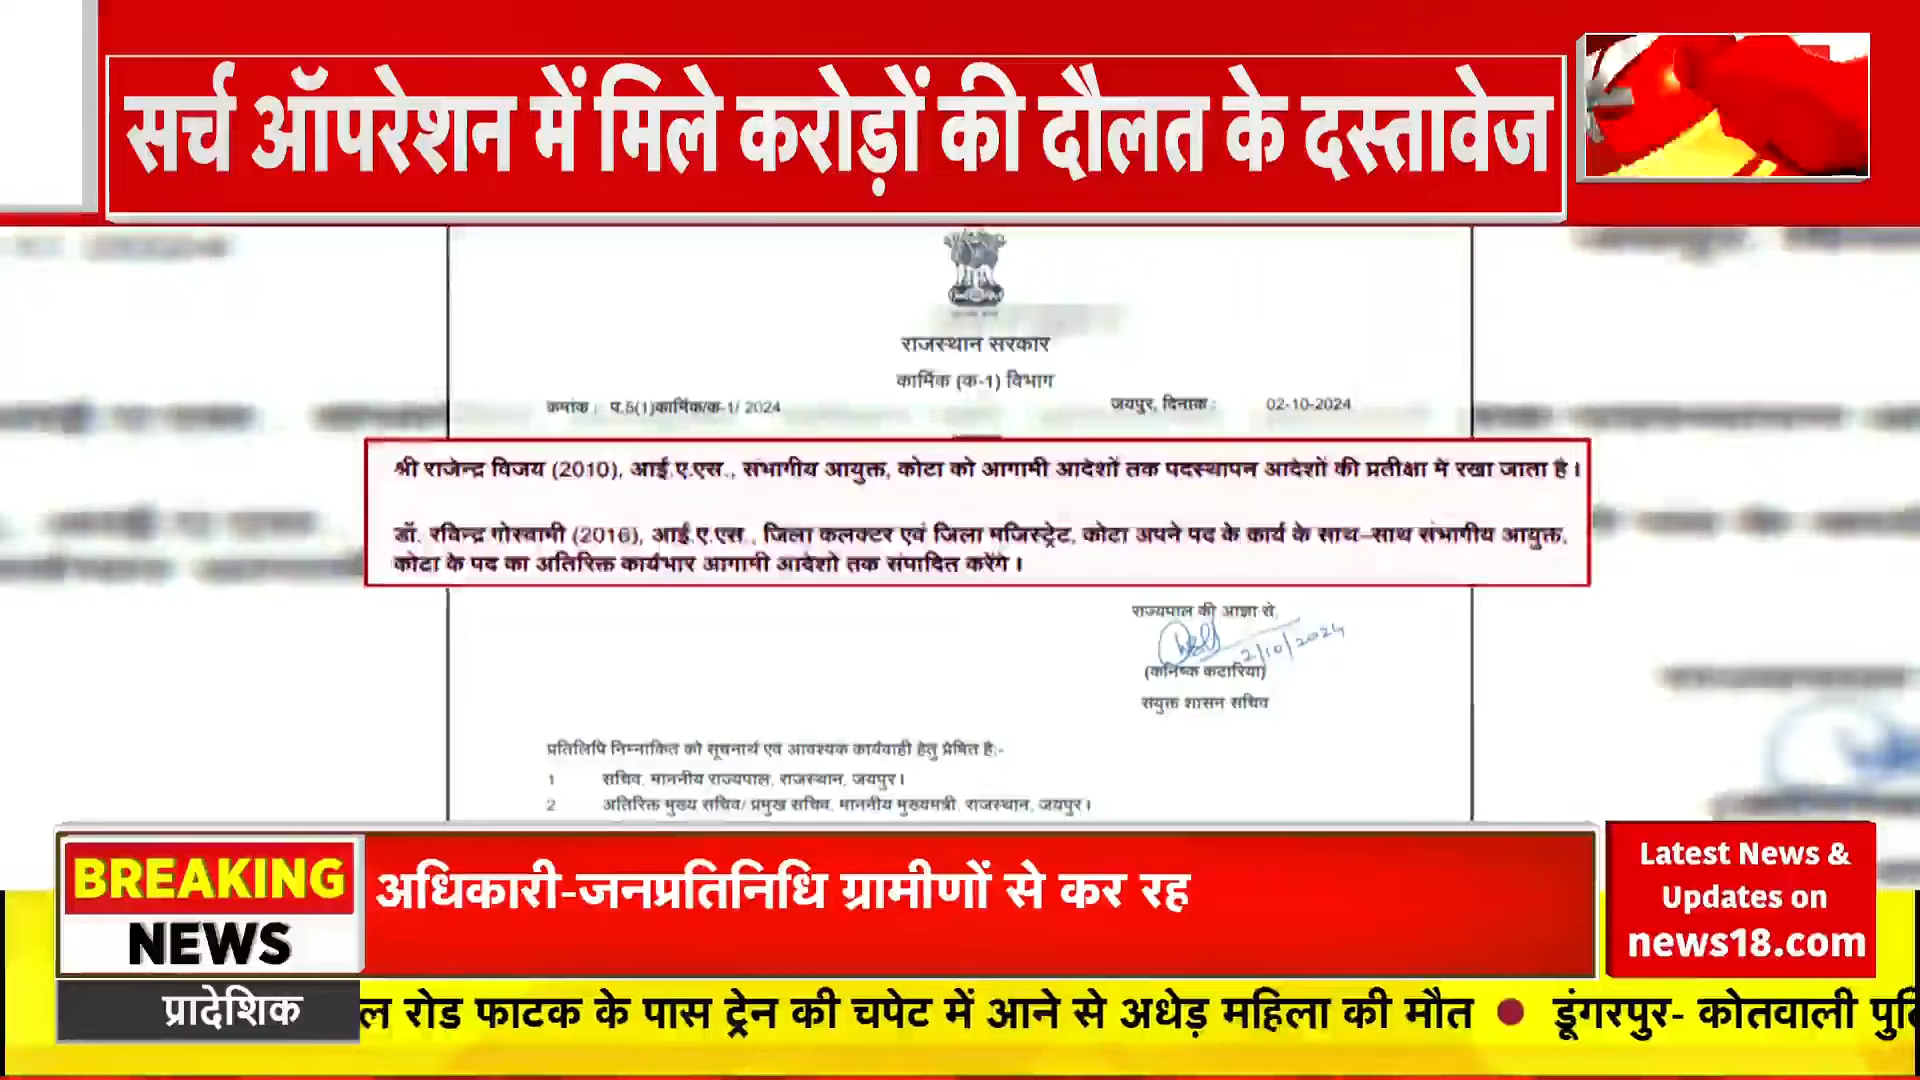 सर्च ऑपरेशन में मिले करोड़ों की दौलत के दस्तावेज
राजस्थान सरकार
कार्मिक (क-1) विभाग
क्रमांक : प.5(1)कार्मिक/क-1/ 2024
जयपुर, दिनांक : 02-10-2024
श्री राजेन्द्र विजय (2010), आई.ए.एस., संभागीय आयुक्त, कोटा को आगामी आदेशों तक पदस्थापन आदेशों की प्रतीक्षा में रखा जाता है।
डॉ. रविन्द्र गोस्वामी (2016), आई.ए.एस., जिला कलक्टर एवं जिला मजिस्ट्रेट, कोटा अपने पद के कार्य के साथ-साथ संभागीय आयुक्त,
कोटा के पद का अतिरिक्त कार्यभार आगामी आदेशो तक संपादित करेंगे।
राज्यपाल की आज्ञा से,
2/10/2024
(कनिष्क कटारिया)
संयुक्त शासन सचिव
प्रतिलिपि निम्नांकित को सूचनार्थ एवं आवश्यक कार्यवाही हेतु प्रेषित है:-
1 सचिव, माननीय राज्यपाल, राजस्थान, जयपुर।
2 अतिरिक्त मुख्य सचिव/ प्रमुख सचिव, माननीय मुख्यमंत्री, राजस्थान, जयपुर।
BREAKING
NEWS
अधिकारी-जनप्रतिनिधि ग्रामीणों से कर रह
Latest News &
Updates on
news18.com
प्रादेशिक
ल रोड फाटक के पास ट्रेन की चपेट में आने से अधेड़ महिला की मौत ● डूंगरपुर- कोतवाली पुलि